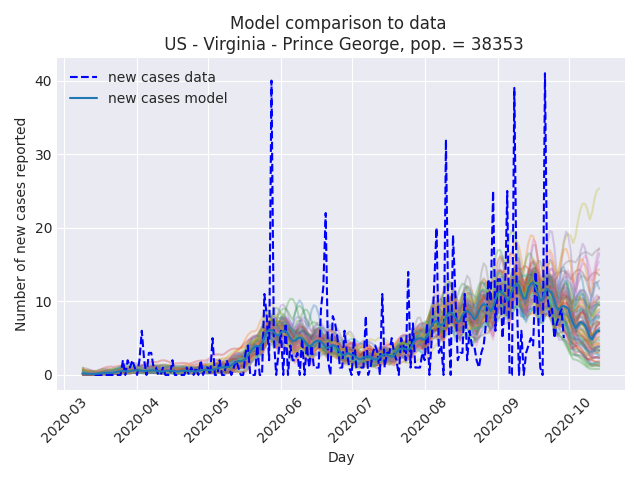 Model comparison to data
US - Virginia - Prince George, pop. = 38353
new cases data
new cases model
Number of new cases reported
40
30
20
10
0
2020-03
2020-04
2020-05
2020-06
2020-07
2020-08
2020-09
2020-10
Day